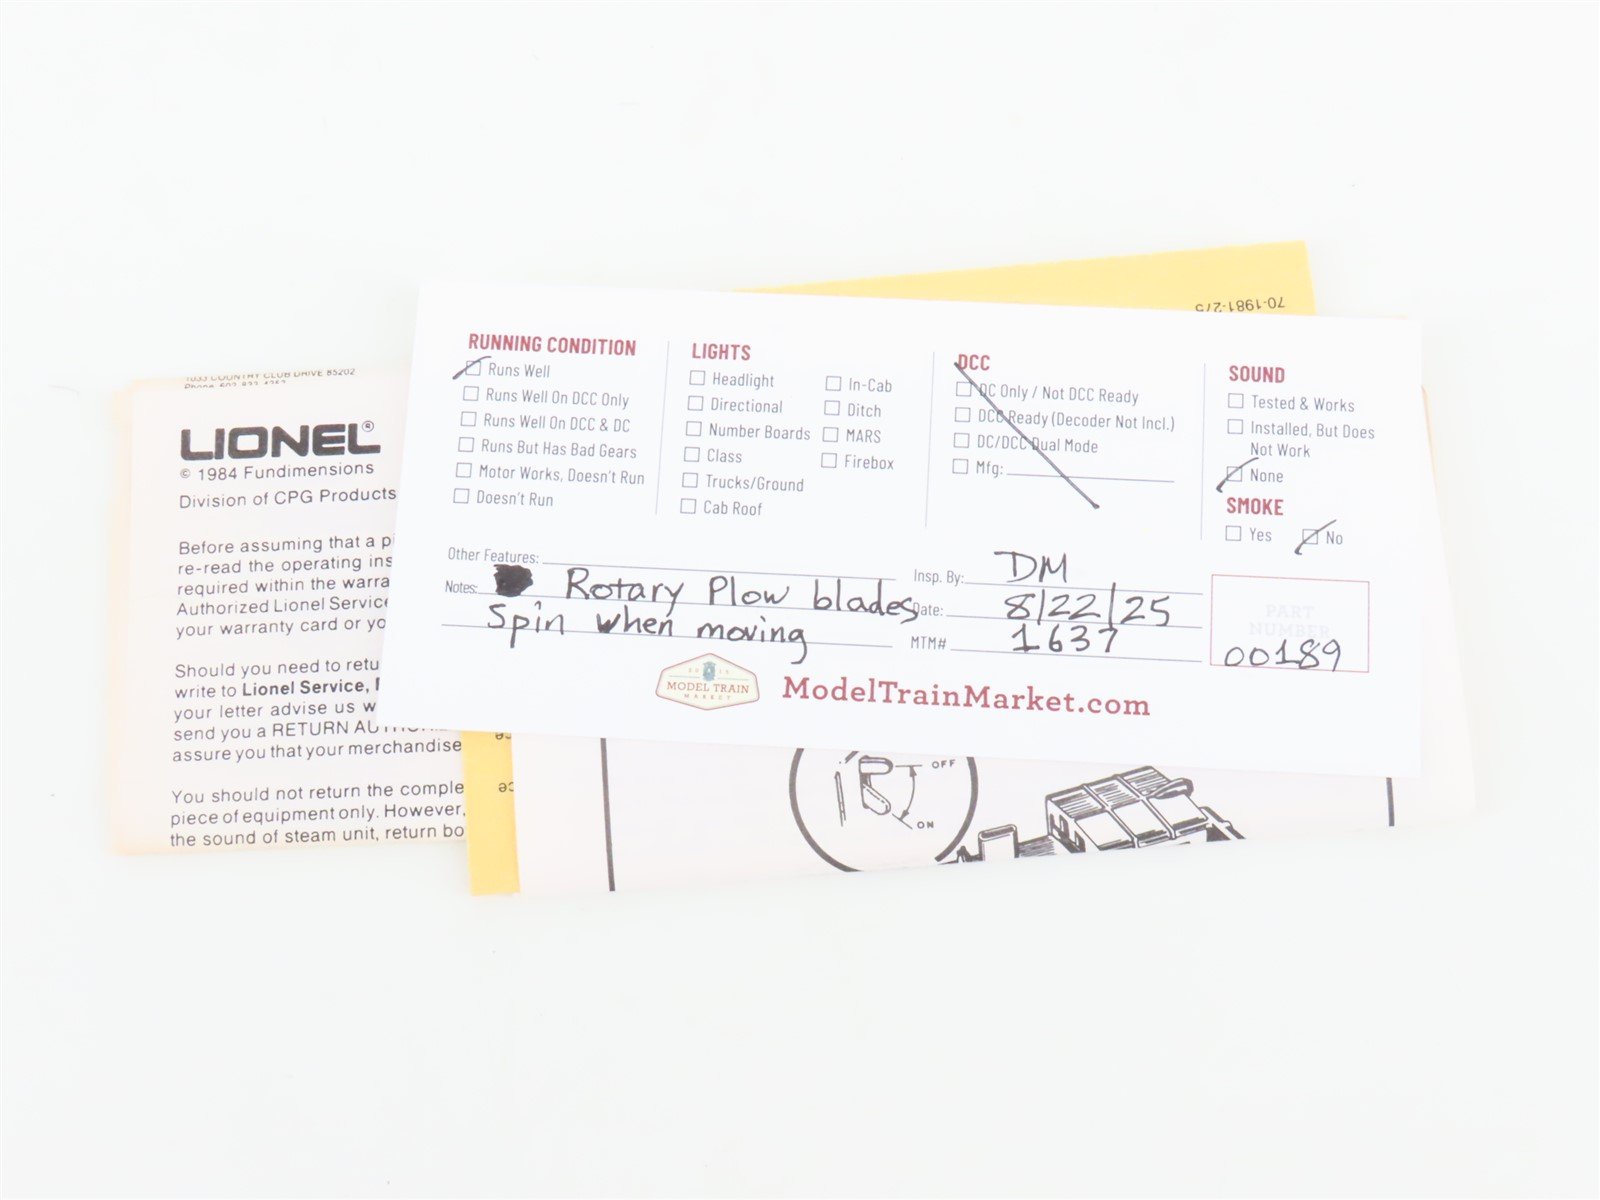 70-1981-275
1033 COUNTRY CLUB DRIVE 85202
LIONEL®
© 1984 Fundimensions
Division of CPG Products
Before assuming that a
re-read the operating
required within the
Authorized Lionel
your warranty card or
Should you need to
write to Lionel Service,
your letter advise us
send you a RETURN
assure you that your merchandise
You should not return the
piece of equipment only. However,
the sound of steam unit, return
RUNNING CONDITION
Runs Well
Runs Well On DCC Only
Runs Well On DCC & DC
Runs But Has Bad Gears
Motor Works, Doesn't Run
Doesn't Run
LIGHTS
Headlight
Directional
Number Boards
Class
Trucks/Ground
Cab Roof
In-Cab
Ditch
MARS
Firebox
DCC
DC Only / Not DCC Ready
DCC Ready (Decoder Not Incl.)
DC/DCC Dual Mode
Mfg:
SOUND
Tested & Works
Installed, But Does
Not Work
None
SMOKE
Yes No
Other Features:
Notes: Rotary Plow blades
Spin when moving
Insp. By: DM
Date: 8/22/25
MTM# 1637
PART
NUMBER
00189
2015
MODEL TRAIN
MARKET
ModelTrainMarket.com
OFF
ON